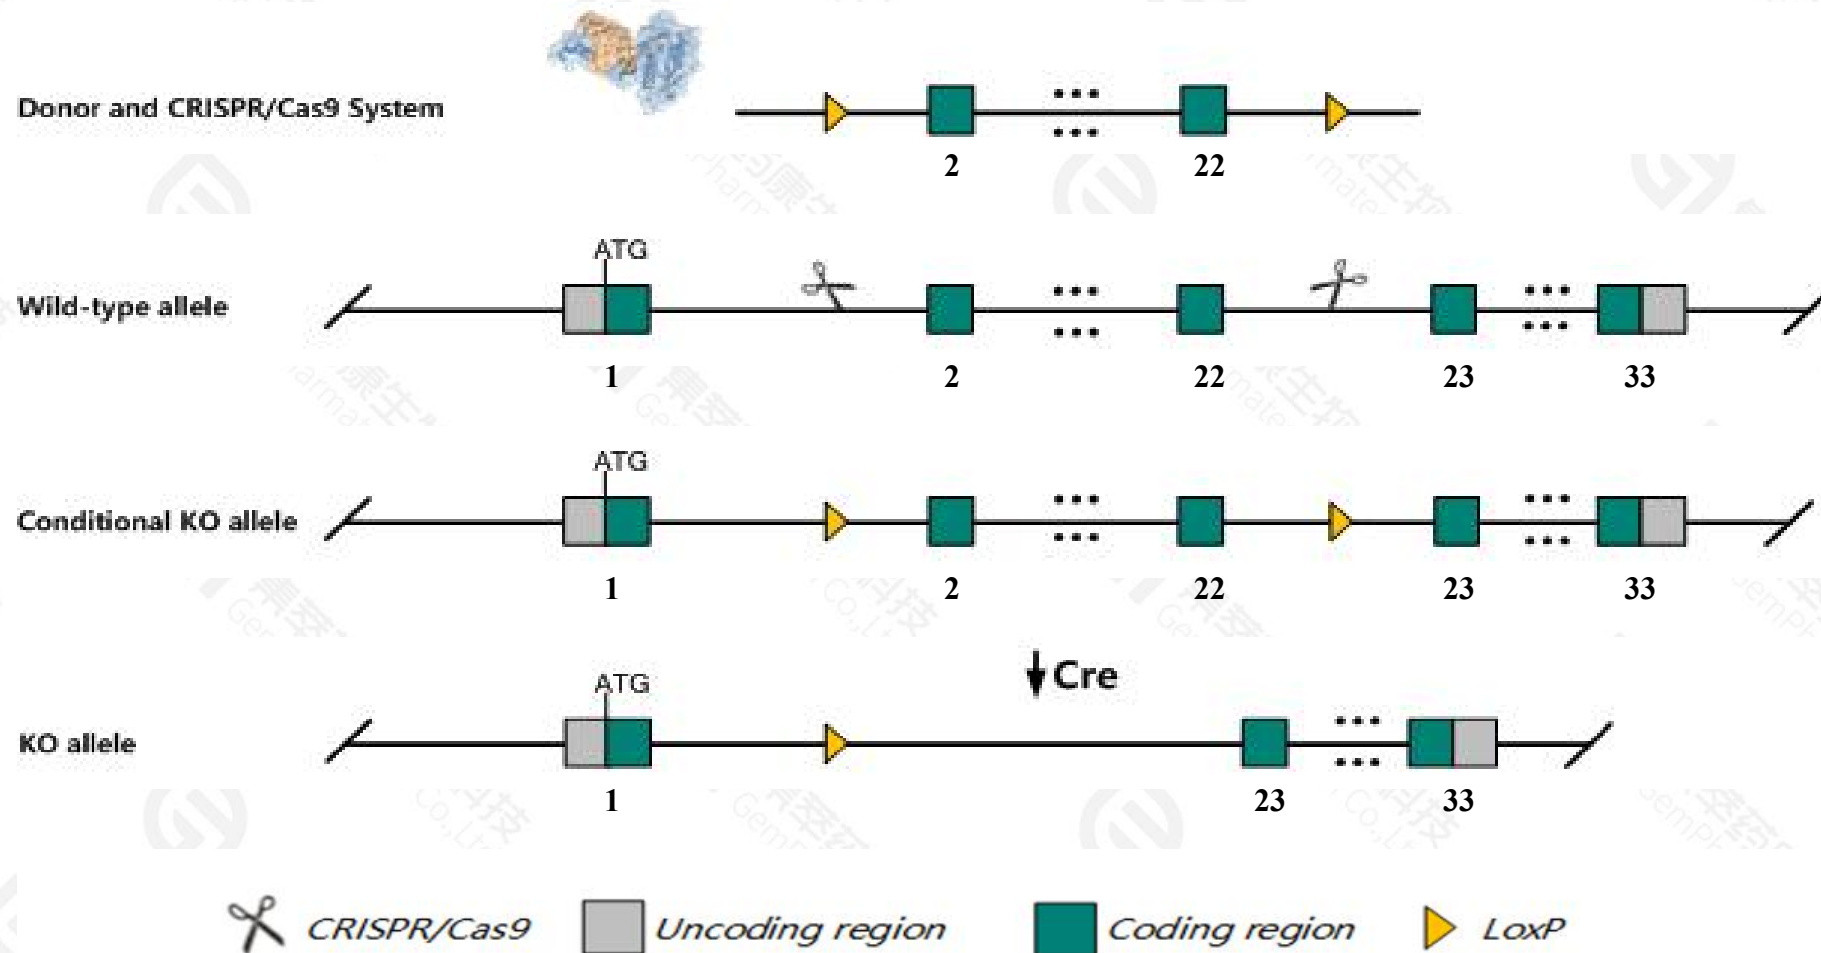 Donor and CRISPR/Cas9 System
2 22
ATG
Wild-type allele
1 2 22 23 33
ATG
Conditional KO allele
1 2 22 23 33
Cre
ATG
KO allele
1 23 33
CRISPR/Cas9 Uncoding region Coding region LoxP